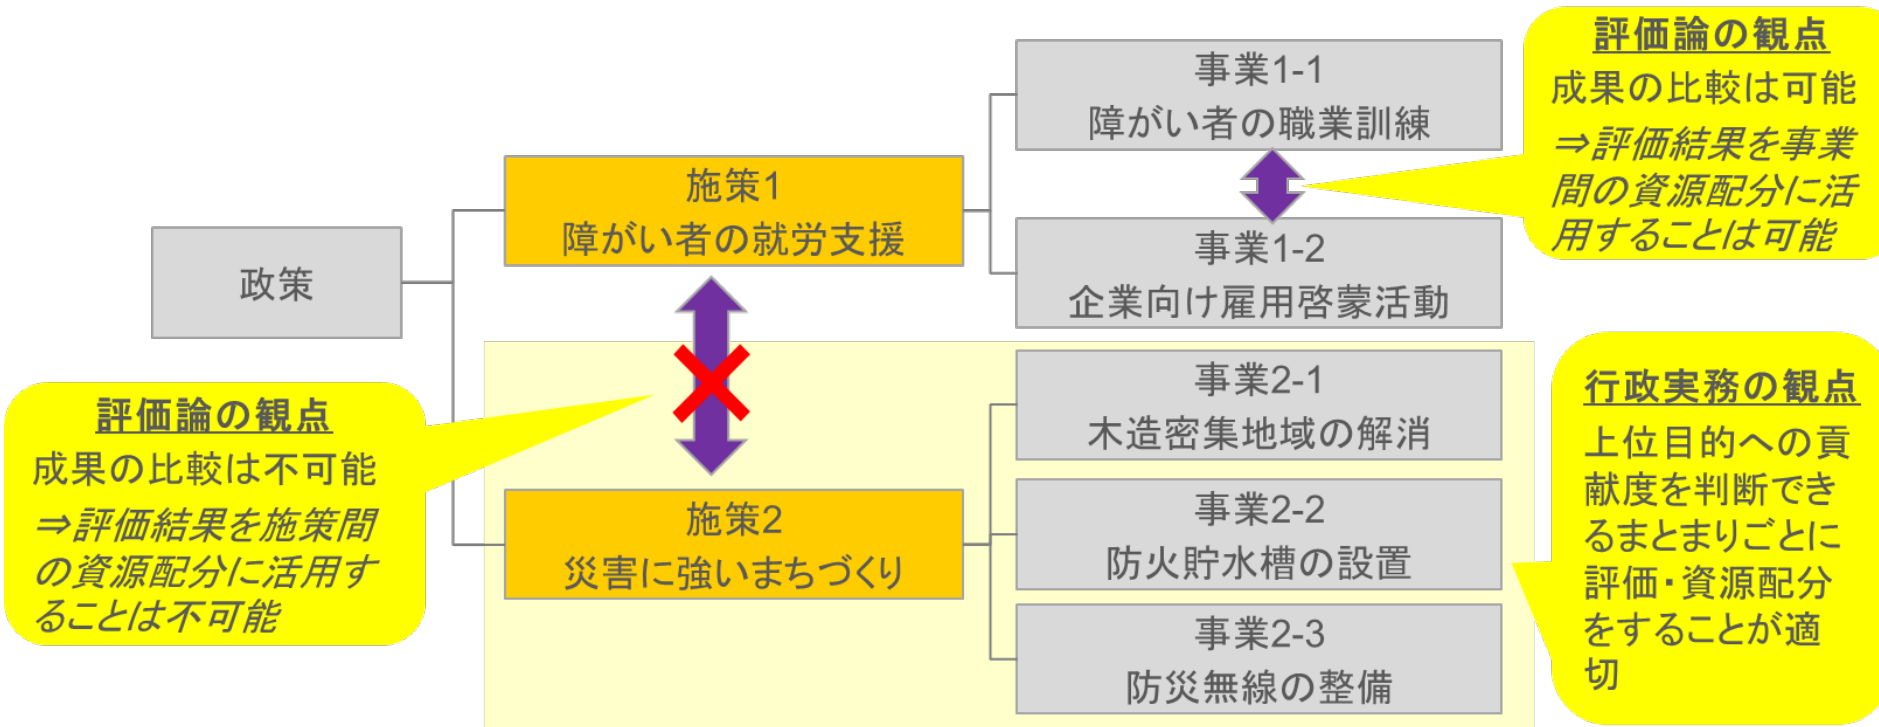 政策
施策1
障がい者の就労支援
施策2
災害に強いまちづくり
事業1-1
障がい者の職業訓練
事業1-2
企業向け雇用啓蒙活動
事業2-1
木造密集地域の解消
事業2-2
防火貯水槽の設置
事業2-3
防災無線の整備
評価論の観点
成果の比較は可能
⇒評価結果を事業
間の資源配分に活
用することは可能
評価論の観点
成果の比較は不可能
⇒評価結果を施策間
の資源配分に活用す
ることは不可能
行政実務の観点
上位目的への貢
献度を判断でき
るまとまりごとに
評価・資源配分
をすることが適
切